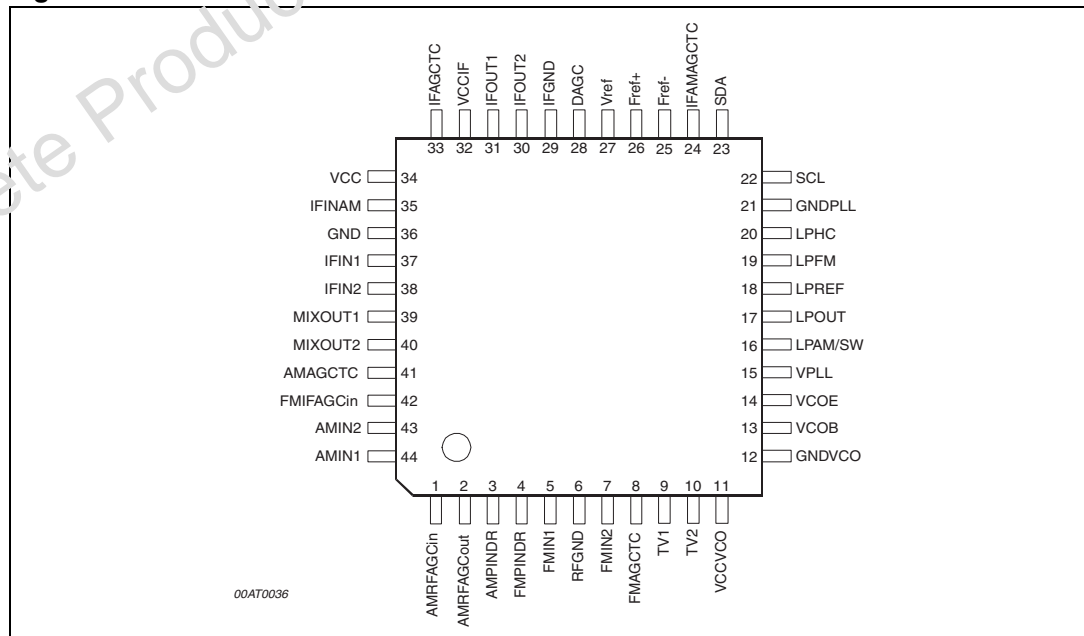 ete Produc
IFAGCTC
VCCIF
IFOUT1
IFOUT2
IFGND
DAGC
Vref
Fref+
Fref-
IFAMAGCTC
SDA
33 32 31 30 29 28 27 26 25 24 23
VCC 34
IFINAM 35
GND 36
IFIN1 37
IFIN2 38
MIXOUT1 39
MIXOUT2 40
AMAGCTC 41
FMIFAGCin 42
AMIN2 43
AMIN1 44
22 SCL
21 GNDPLL
20 LPHC
19 LPFM
18 LPREF
17 LPOUT
16 LPAM/SW
15 VPLL
14 VCOE
13 VCOB
12 GNDVCO
1 2 3 4 5 6 7 8 9 10 11
AMRFAGCin
AMRFAGCout
AMPINDR
FMPINDR
FMIN1
RFGND
FMIN2
FMAGCTC
TV1
TV2
VCCVCO
00AT0036